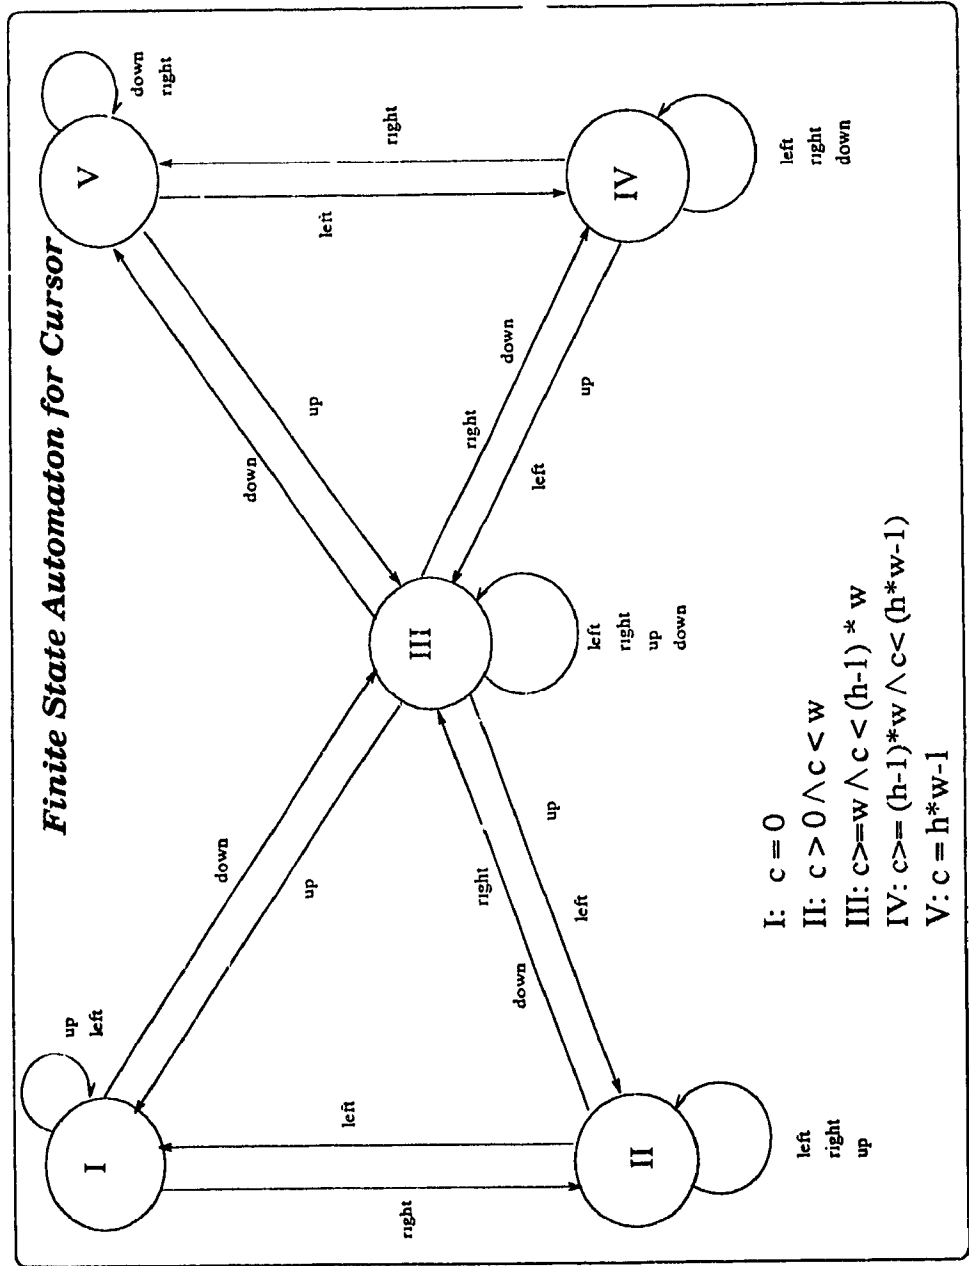 Finite State Automaton for Cursor
up
left
down
right
I
V
down
down
up
up
left
left
right
right
III
right
down
left
up
right
down
up
left
left
right
up
down
II
IV
left
right
up
left
right
down
I: c = 0
II: c > 0 ∧ c < w
III: c>=w ∧ c < (h-1) * w
IV: c>= (h-1)*w ∧ c< (h*w-1)
V: c = h*w-1